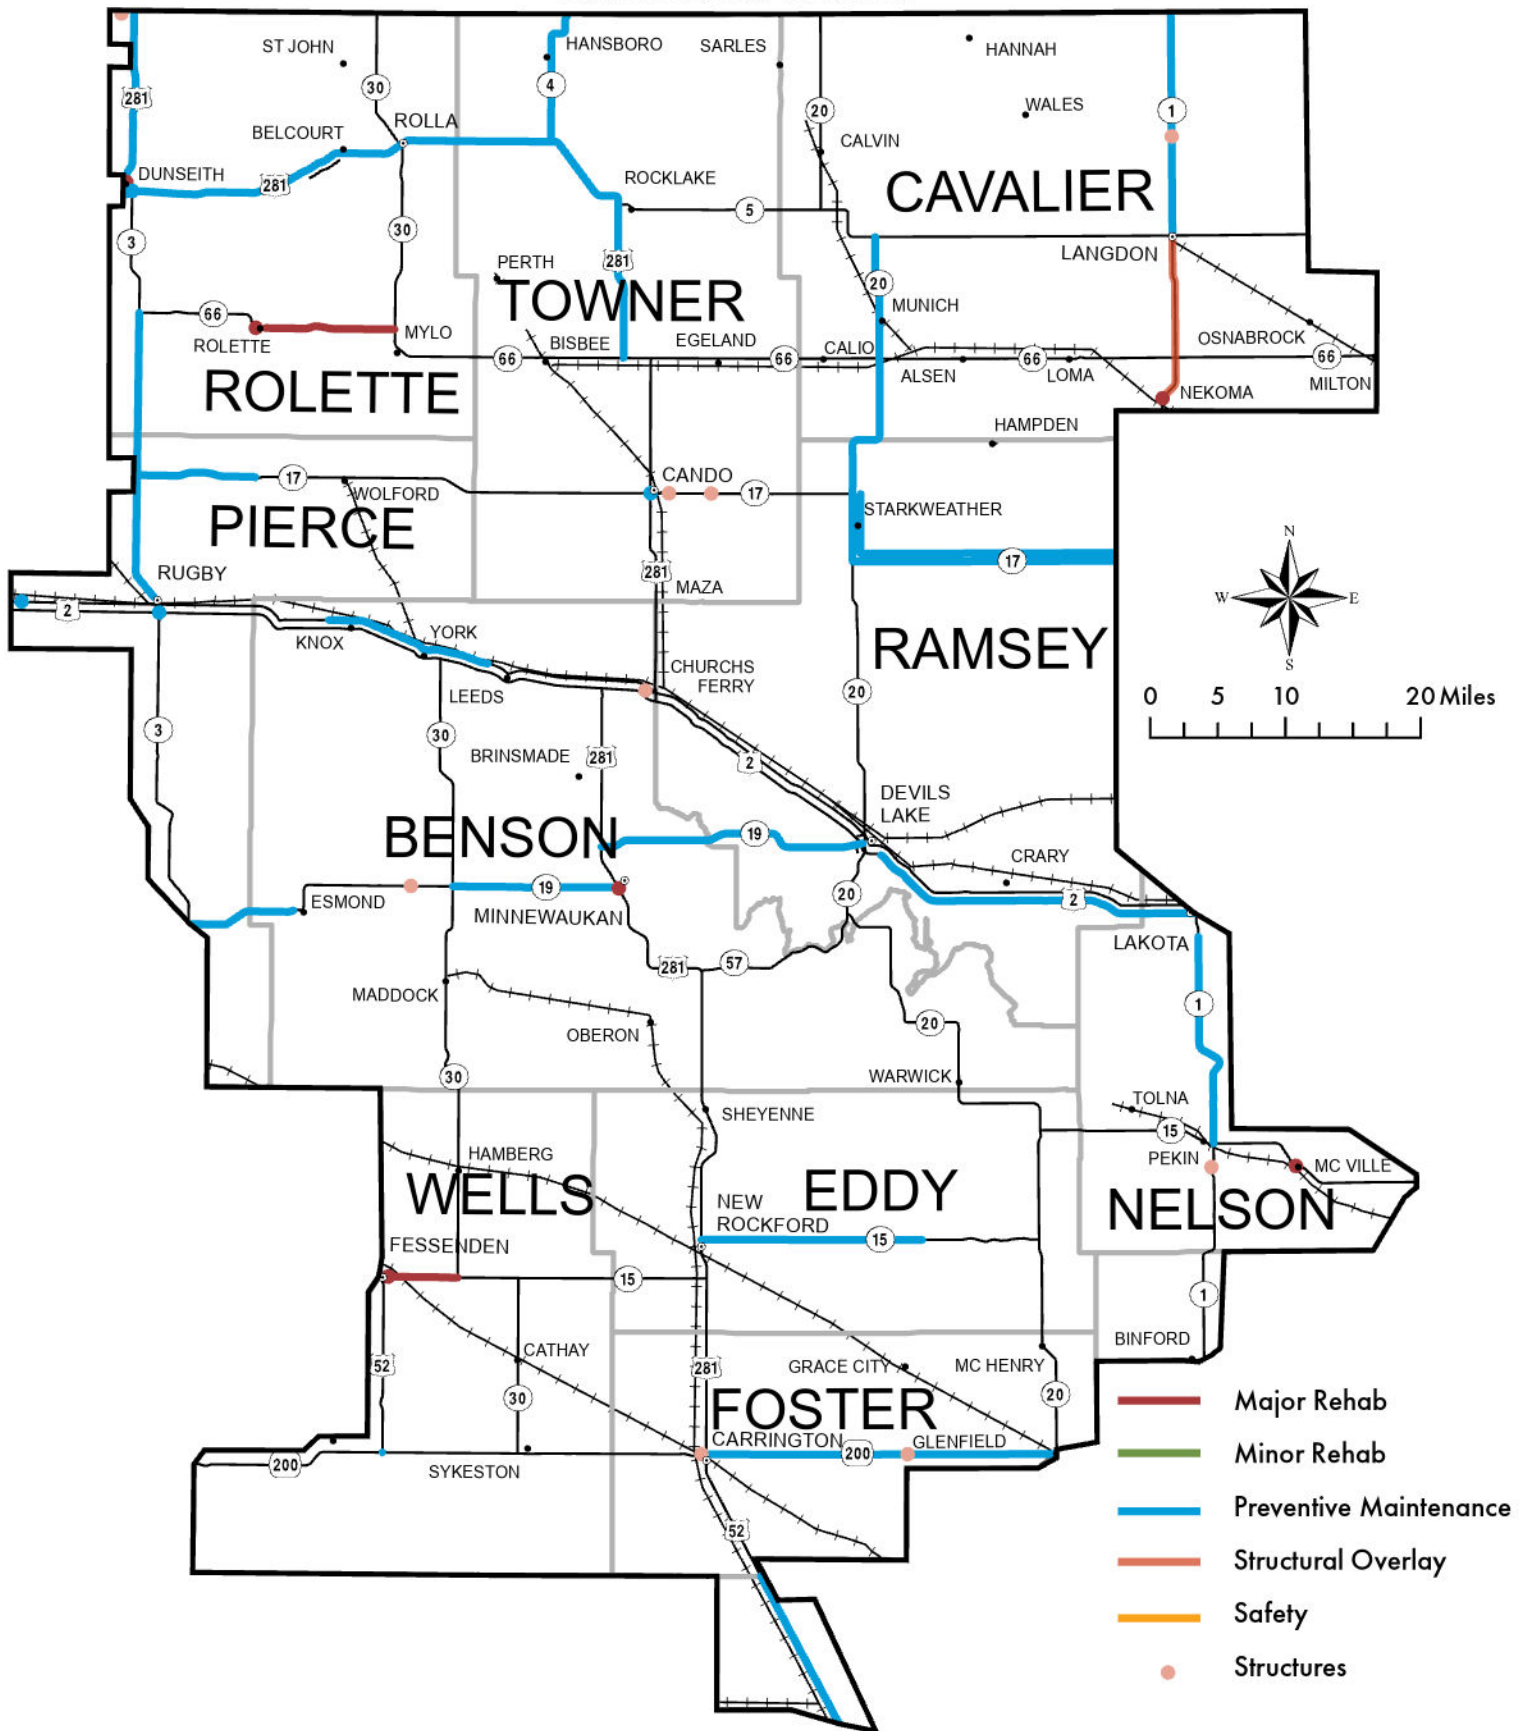 ST JOHN
HANSBORO
SARLES
HANNAH
281
30
4
20
WALES
1
BELCOURT
ROLLA
CALVIN
DUNSEITH
281
ROCKLAKE
CAVALIER
5
3
30
LANGDON
PERTH
281
20
TOWNER
MUNICH
66
ROLETTE
MYLO
BISBEE
EGELAND
CALIO
OSNABROCK
66
66
66
66
ALSEN
LOMA
MILTON
ROLETTE
NEKOMA
HAMPDEN
CANDO
17
WOLFORD
17
STARKWEATHER
PIERCE
N
17
RUGBY
281
MAZA
W
E
2
KNOX
YORK
RAMSEY
S
CHURCHS
FERRY
LEEDS
20
0
5
10
20 Miles
3
30
BRINSMADE
281
2
DEVILS
LAKE
BENSON
19
CRARY
ESMOND
19
MINNEWAUKAN
20
2
LAKOTA
281
57
MADDOCK
1
OBERON
20
30
WARWICK
TOLNA
SHEYENNE
15
HAMBERG
PEKIN
MC VILLE
WELLS
EDDY
NELSON
NEW
ROCKFORD
15
FESSENDEN
15
1
BINFORD
52
CATHAY
281
GRACE CITY
MC HENRY
30
20
FOSTER
Major Rehab
CARRINGTON
200
GLENFIELD
Minor Rehab
200
SYKESTON
Preventive Maintenance
52
Structural Overlay
Safety
Structures